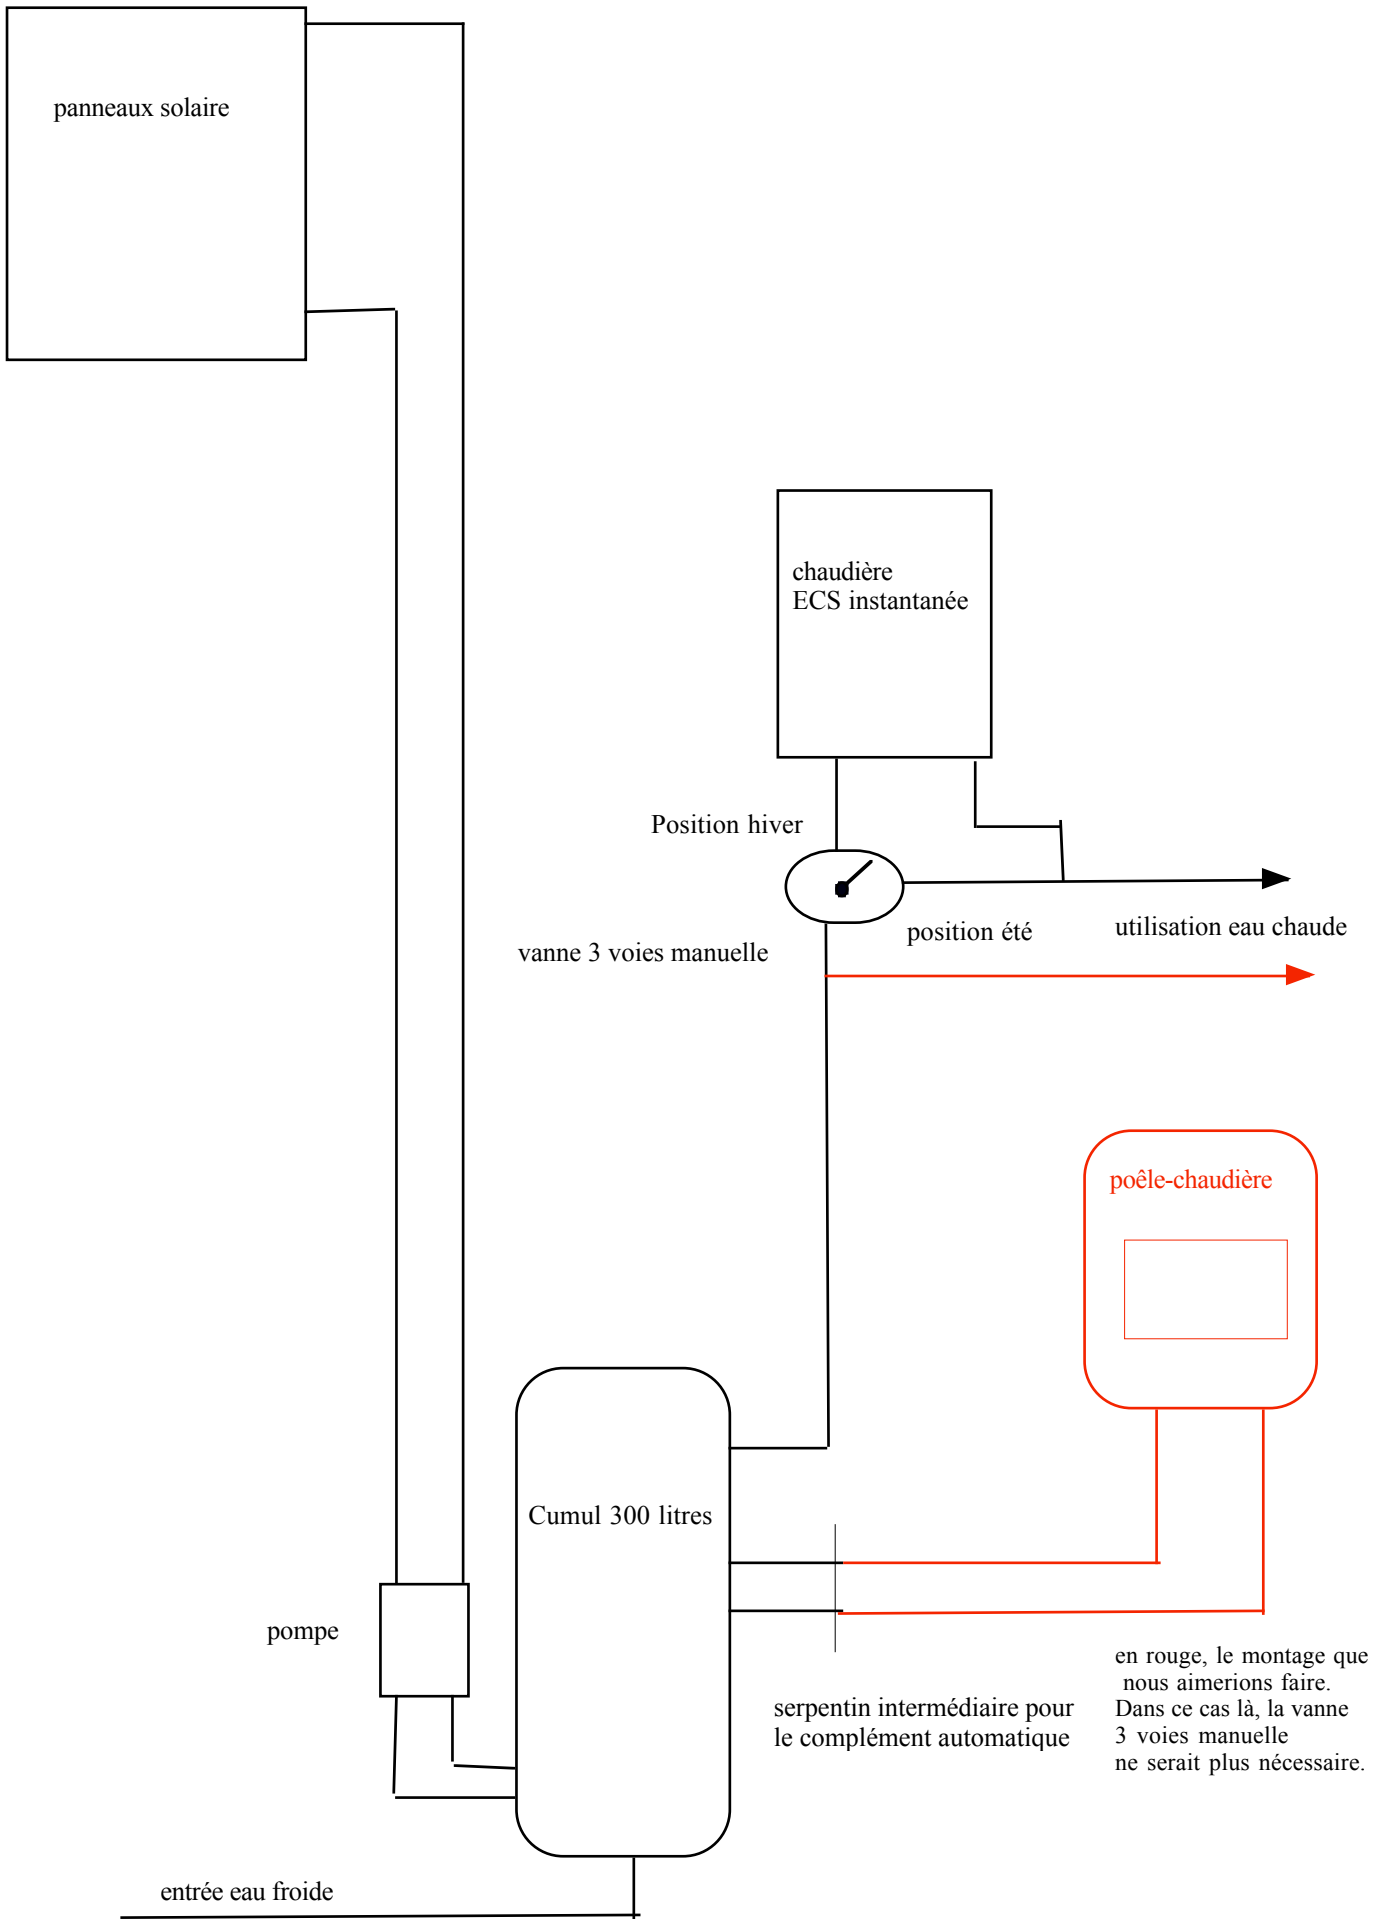 panneaux solaire
chaudière
ECS instantanée
Position hiver
position été
utilisation eau chaude
vanne 3 voies manuelle
poêle-chaudière
Cumul 300 litres
pompe
en rouge, le montage que
nous aimerions faire.
Dans ce cas là, la vanne
3 voies manuelle
ne serait plus nécessaire.
serpentin intermédiaire pour
le complément automatique
entrée eau froide